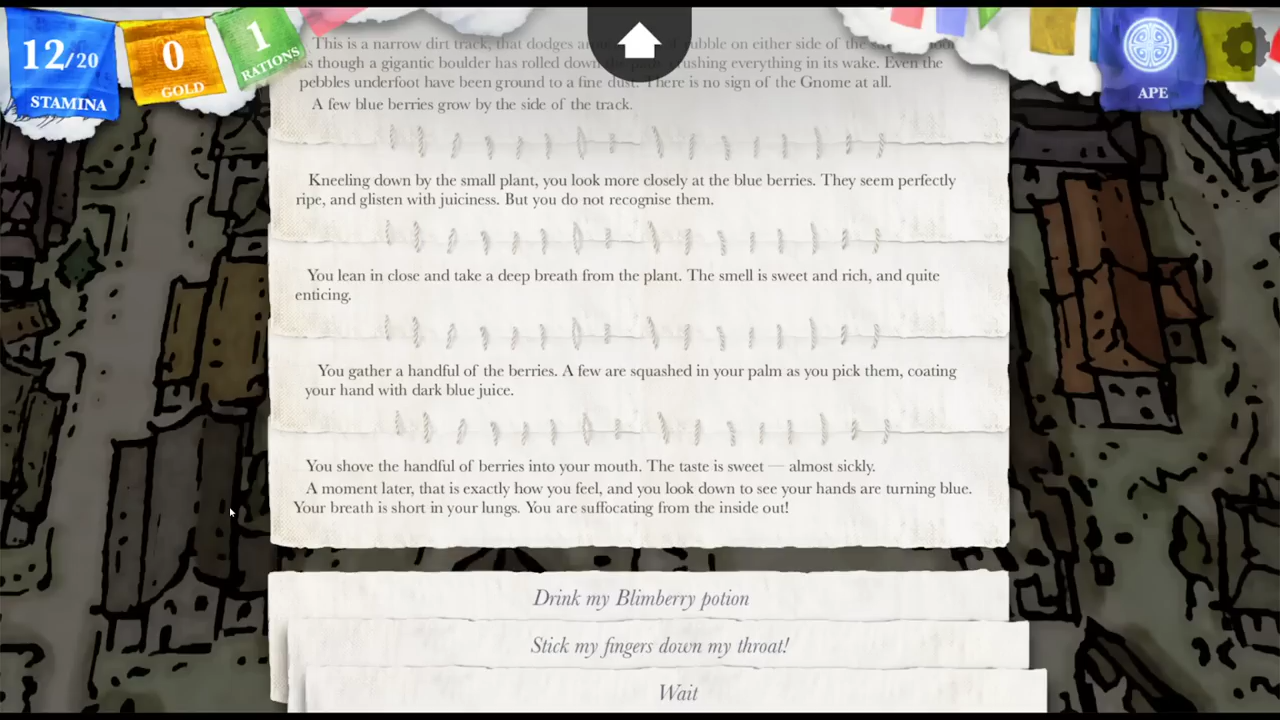 12/20
STAMINA
0
GOLD
1
RATIONS
APE
This is a narrow dirt track, that dodges
rubble on either side of the
as though a gigantic boulder has rolled down the path, crushing everything in its wake. Even the
pebbles underfoot have been ground to a fine dust. There is no sign of the Gnome at all.
A few blue berries grow by the side of the track.
Kneeling down by the small plant, you look more closely at the blue berries. They seem perfectly
ripe, and glisten with juiciness. But you do not recognise them.
You lean in close and take a deep breath from the plant. The smell is sweet and rich, and quite
enticing.
You gather a handful of the berries. A few are squashed in your palm as you pick them, coating
your hand with dark blue juice.
You shove the handful of berries into your mouth. The taste is sweet — almost sickly.
A moment later, that is exactly how you feel, and you look down to see your hands are turning blue.
Your breath is short in your lungs. You are suffocating from the inside out!
Drink my Blimberry potion
Stick my fingers down my throat!
Wait